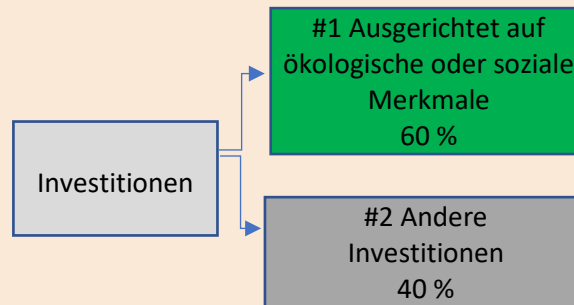 #1 Ausgerichtet auf
ökologische oder soziale
Merkmale
60 %
Investitionen
#2 Andere
Investitionen
40 %